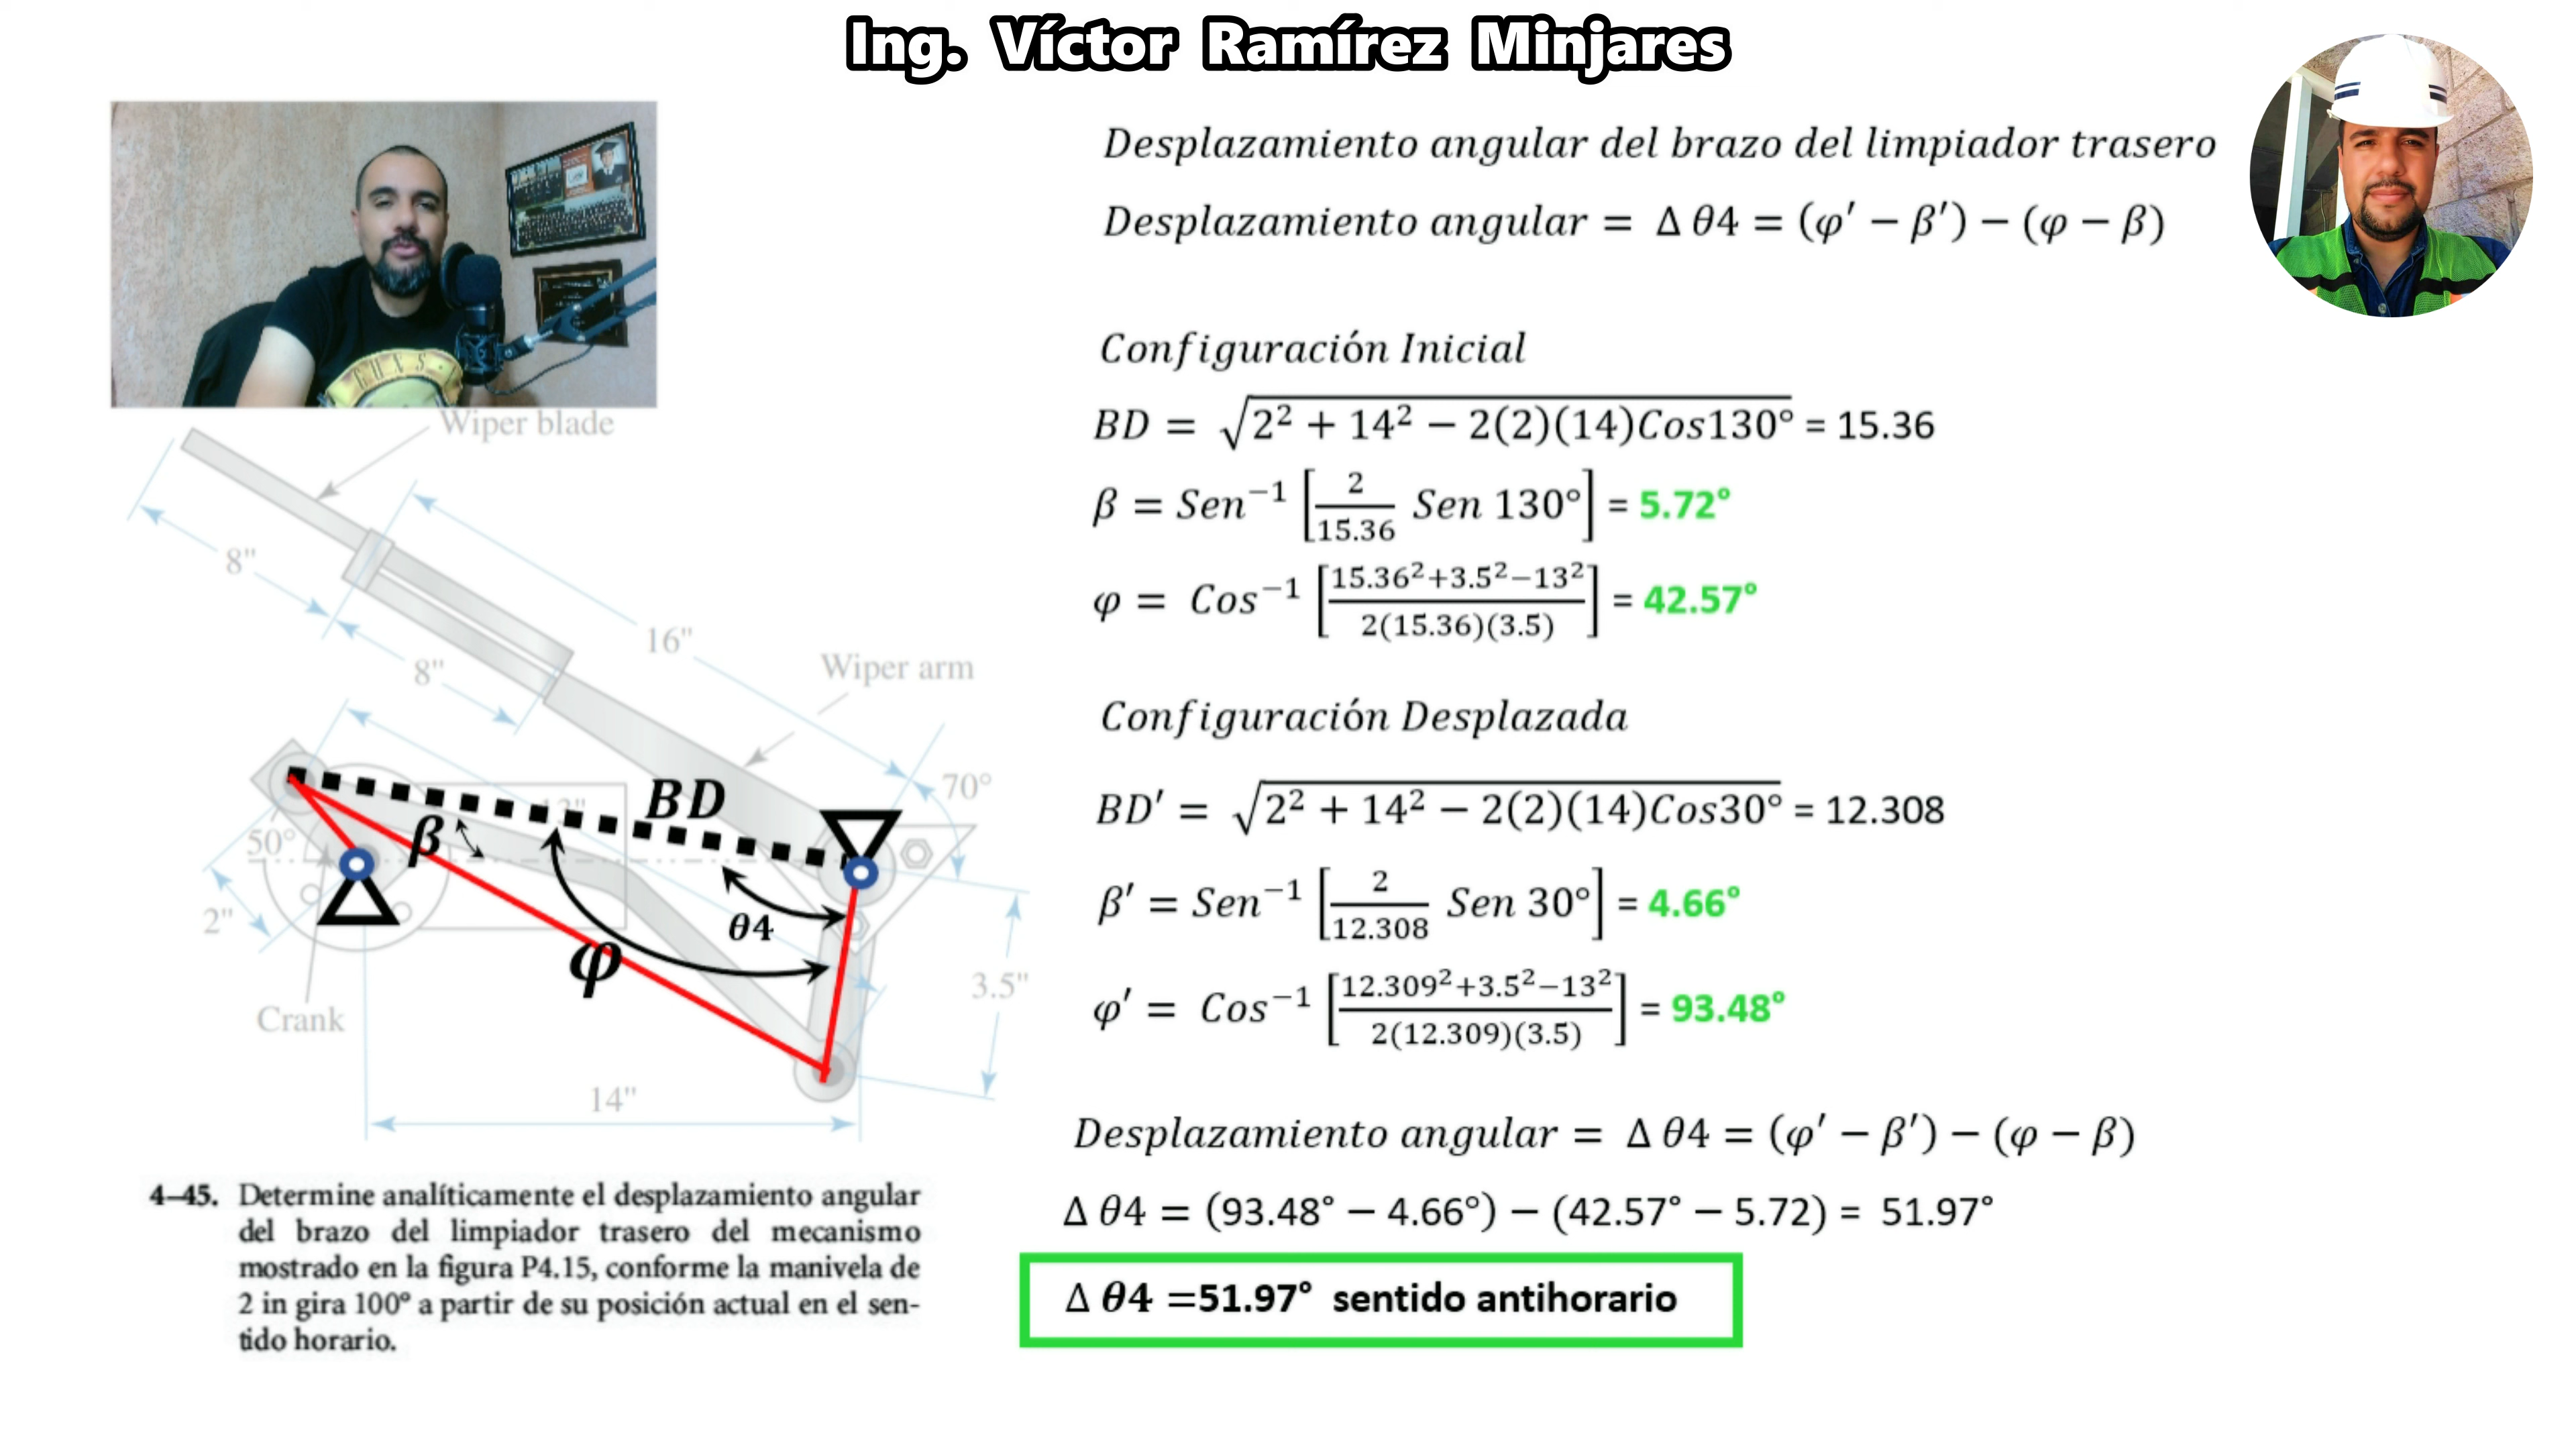 Ing. Víctor Ramírez Minjares
Desplazamiento angular del brazo del limpiador trasero
Desplazamiento angular = Δ θ4 = (φ′ − β′) − (φ − β)
Configuración Inicial
BD = √2² + 14² − 2(2)(14)Cos130° = 15.36
β = Sen⁻¹ [2/15.36 Sen 130°] = 5.72°
φ = Cos⁻¹ [15.36²+3.5²−13²/2(15.36)(3.5)] = 42.57°
Configuración Desplazada
BD′ = √2² + 14² − 2(2)(14)Cos30° = 12.308
β′ = Sen⁻¹ [2/12.308 Sen 30°] = 4.66°
φ′ = Cos⁻¹ [12.309²+3.5²−13²/2(12.309)(3.5)] = 93.48°
Desplazamiento angular = Δ θ4 = (φ′ − β′) − (φ − β)
Δ θ4 = (93.48° − 4.66°) − (42.57° − 5.72) = 51.97°
Δ θ4 =51.97° sentido antihorario
GUNS
Wiper blade
8"
16"
8"
Wiper arm
70°
BD
50°
β
θ4
2"
φ
3.5"
Crank
14"
4–45. Determine analíticamente el desplazamiento angular
del brazo del limpiador trasero del mecanismo
mostrado en la figura P4.15, conforme la manivela de
2 in gira 100° a partir de su posición actual en el sen-
tido horario.